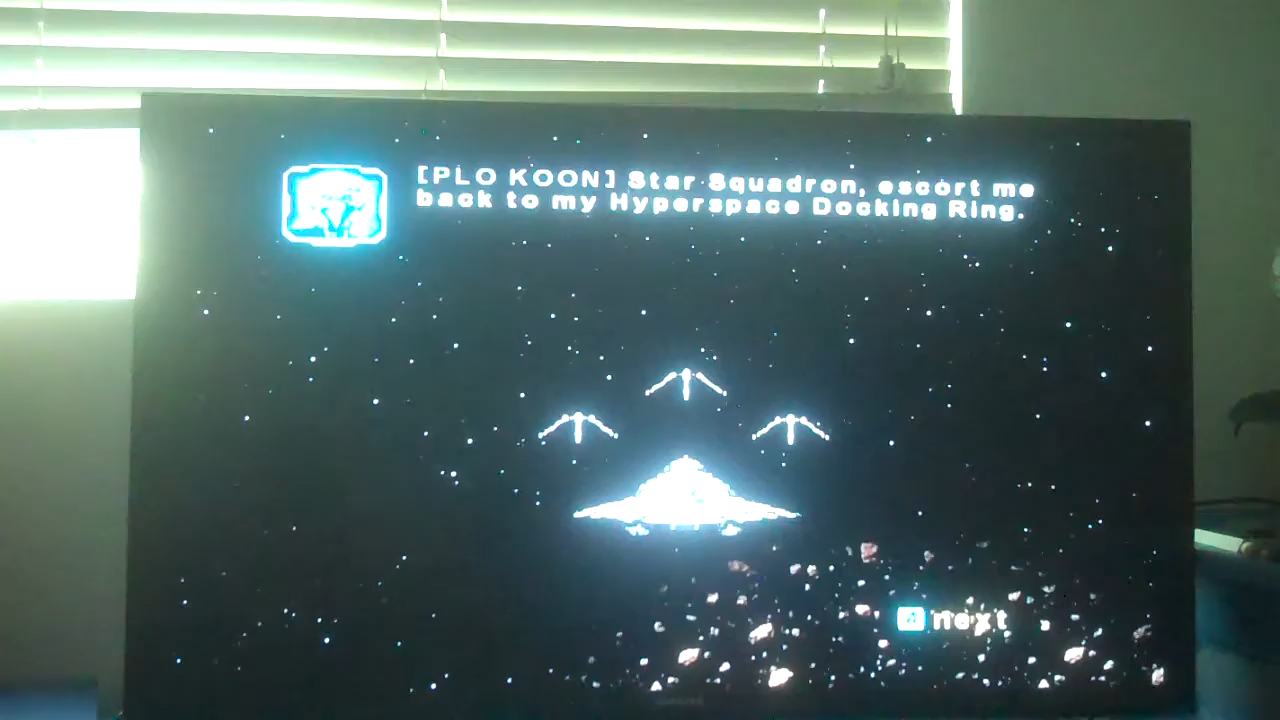 [PLO KOON] Star Squadron, escort me
back to my Hyperspace Docking Ring.
next